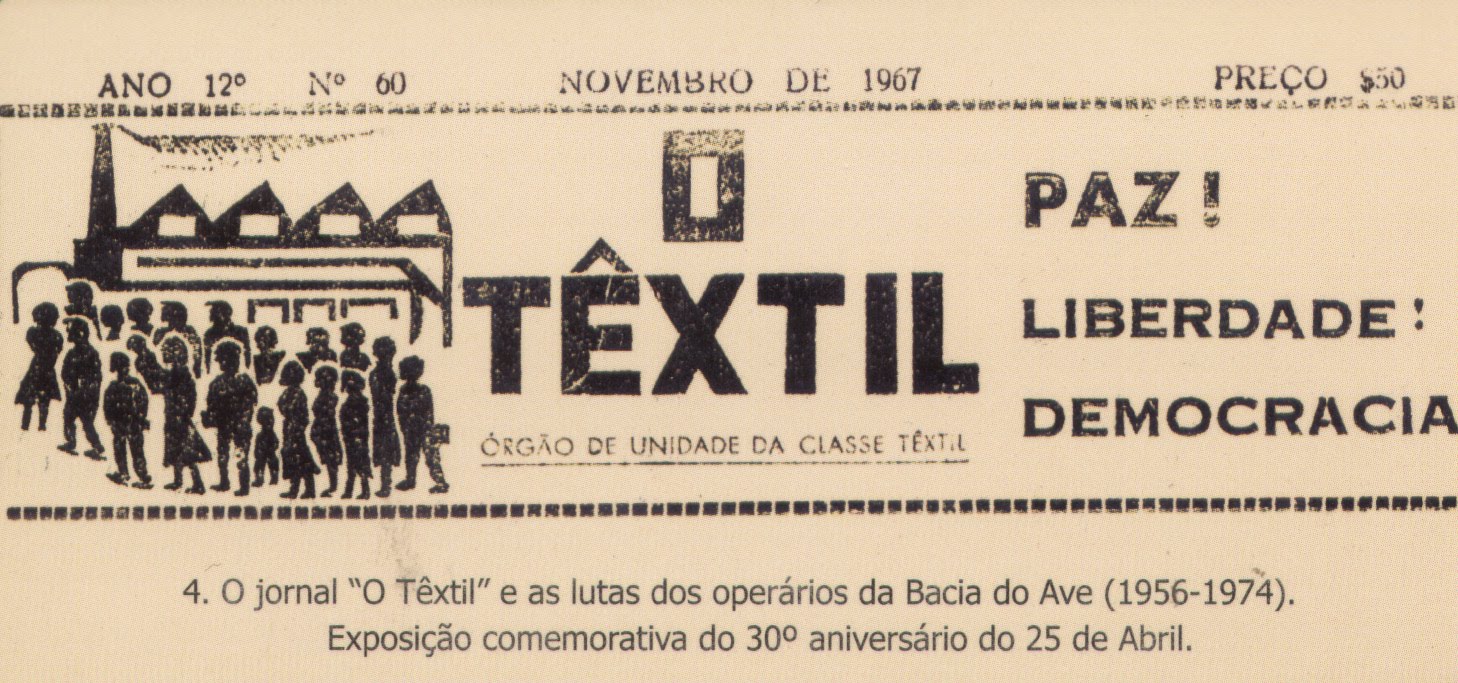 ANO 12º Nº 60 NOVEMBRO DE 1967 PREÇO $50
O
TÊXTIL
ÓRGÃO DE UNIDADE DA CLASSE TÊXTIL
PAZ!
LIBERDADE!
DEMOCRACIA
4. O jornal “O Têxtil” e as lutas dos operários da Bacia do Ave (1956-1974).
Exposição comemorativa do 30º aniversário do 25 de Abril.